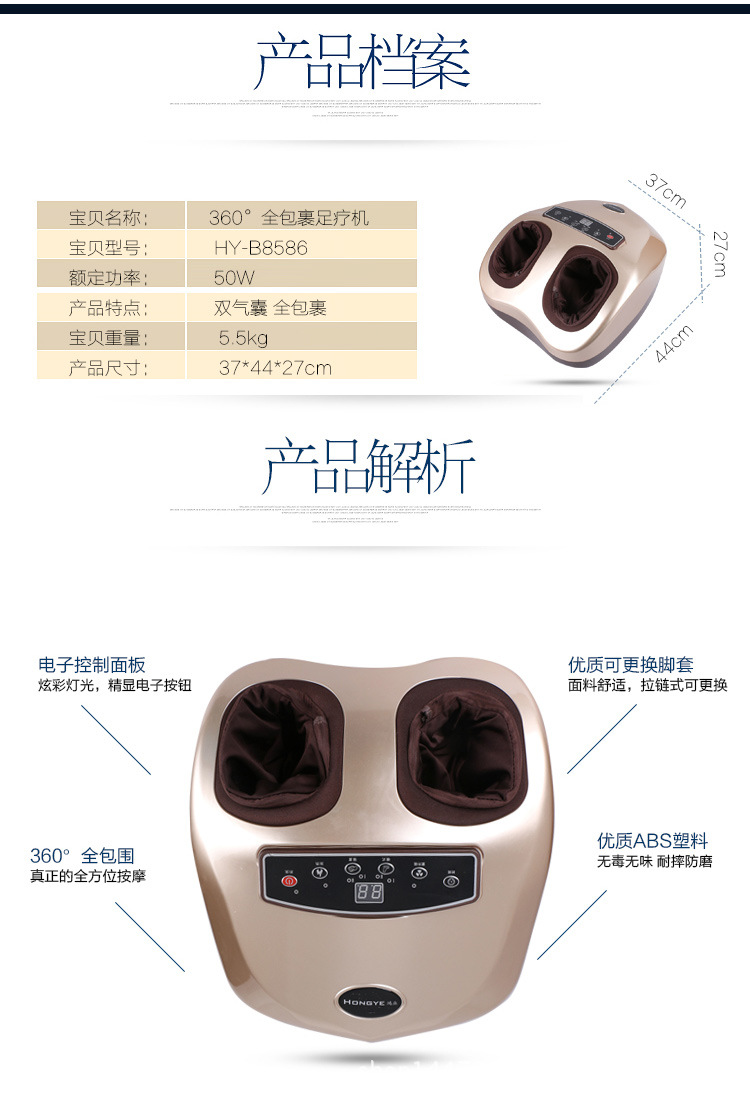 产品档案
宝贝名称： 360°全包裹足疗机
宝贝型号： HY-B8586
额定功率： 50W
产品特点： 双气囊 全包裹
宝贝重量： 5.5kg
产品尺寸： 37*44*27cm
37cm
27cm
44cm
产品解析
电子控制面板
炫彩灯光，精显电子按钮
优质可更换脚套
面料舒适，拉链式可更换
360°全包围
真正的全方位按摩
优质ABS塑料
无毒无味 耐摔防磨
88
HONGYE